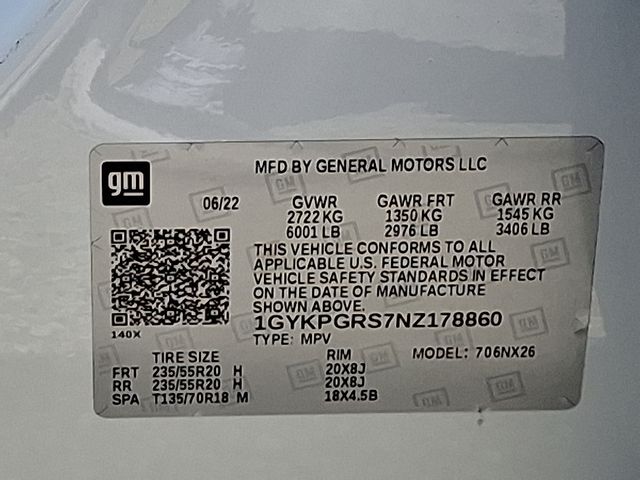 gm
MFD BY GENERAL MOTORS LLC
06/22 GVWR GAWR FRT GAWR RR
2722 KG 1350 KG 1545 KG
6001 LB 2976 LB 3406 LB
THIS VEHICLE CONFORMS TO ALL
APPLICABLE U.S. FEDERAL MOTOR
VEHICLE SAFETY STANDARDS IN EFFECT
ON THE DATE OF MANUFACTURE
SHOWN ABOVE.
1GYKPGRS7NZ178860
140X
TYPE: MPV
TIRE SIZE RIM MODEL: 706NX26
FRT 235/55R20 H 20X8J
RR 235/55R20 H 20X8J
SPA T135/70R18 M 18X4.5B